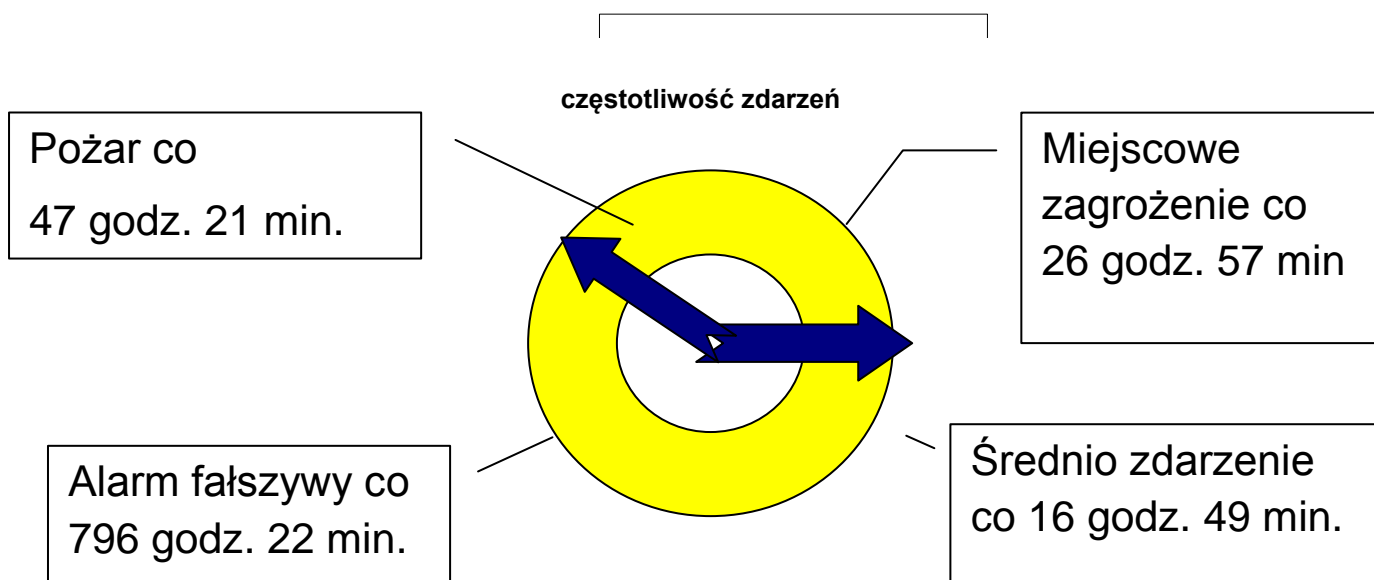 częstotliwość zdarzeń
Pożar co
47 godz. 21 min.
Miejscowe
zagrożenie co
26 godz. 57 min
Alarm fałszywy co
796 godz. 22 min.
Średnio zdarzenie
co 16 godz. 49 min.